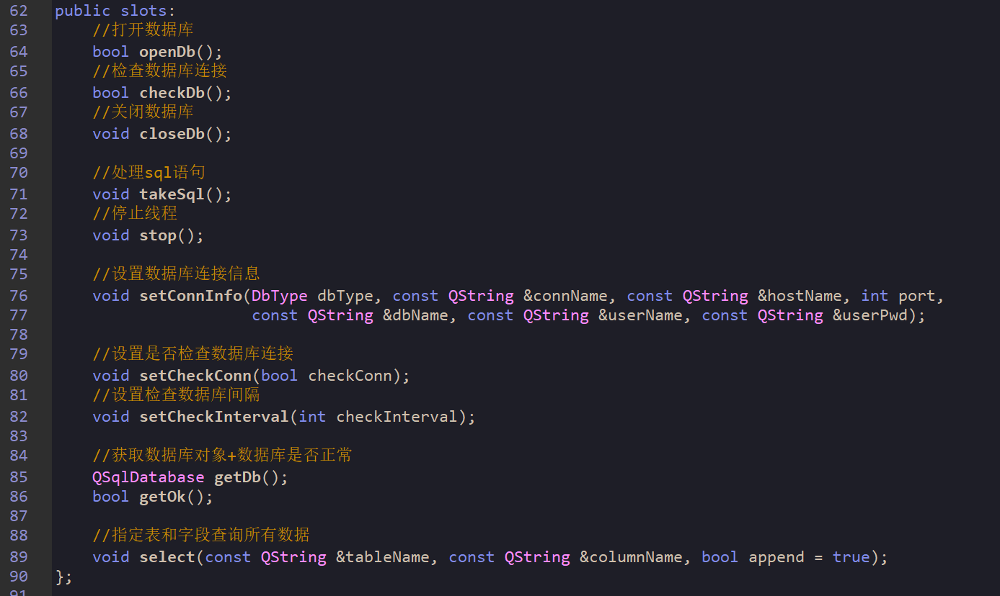 62 public slots:
63     //打开数据库
64     bool openDb();
65     //检查数据库连接
66     bool checkDb();
67     //关闭数据库
68     void closeDb();
69
70     //处理sql语句
71     void takeSql();
72     //停止线程
73     void stop();
74
75     //设置数据库连接信息
76     void setConnInfo(DbType dbType, const QString &connName, const QString &hostName, int port,
77                      const QString &dbName, const QString &userName, const QString &userPwd);
78
79     //设置是否检查数据库连接
80     void setCheckConn(bool checkConn);
81     //设置检查数据库间隔
82     void setCheckInterval(int checkInterval);
83
84     //获取数据库对象+数据库是否正常
85     QSqlDatabase getDb();
86     bool getOk();
87
88     //指定表和字段查询所有数据
89     void select(const QString &tableName, const QString &columnName, bool append = true);
90 };
91